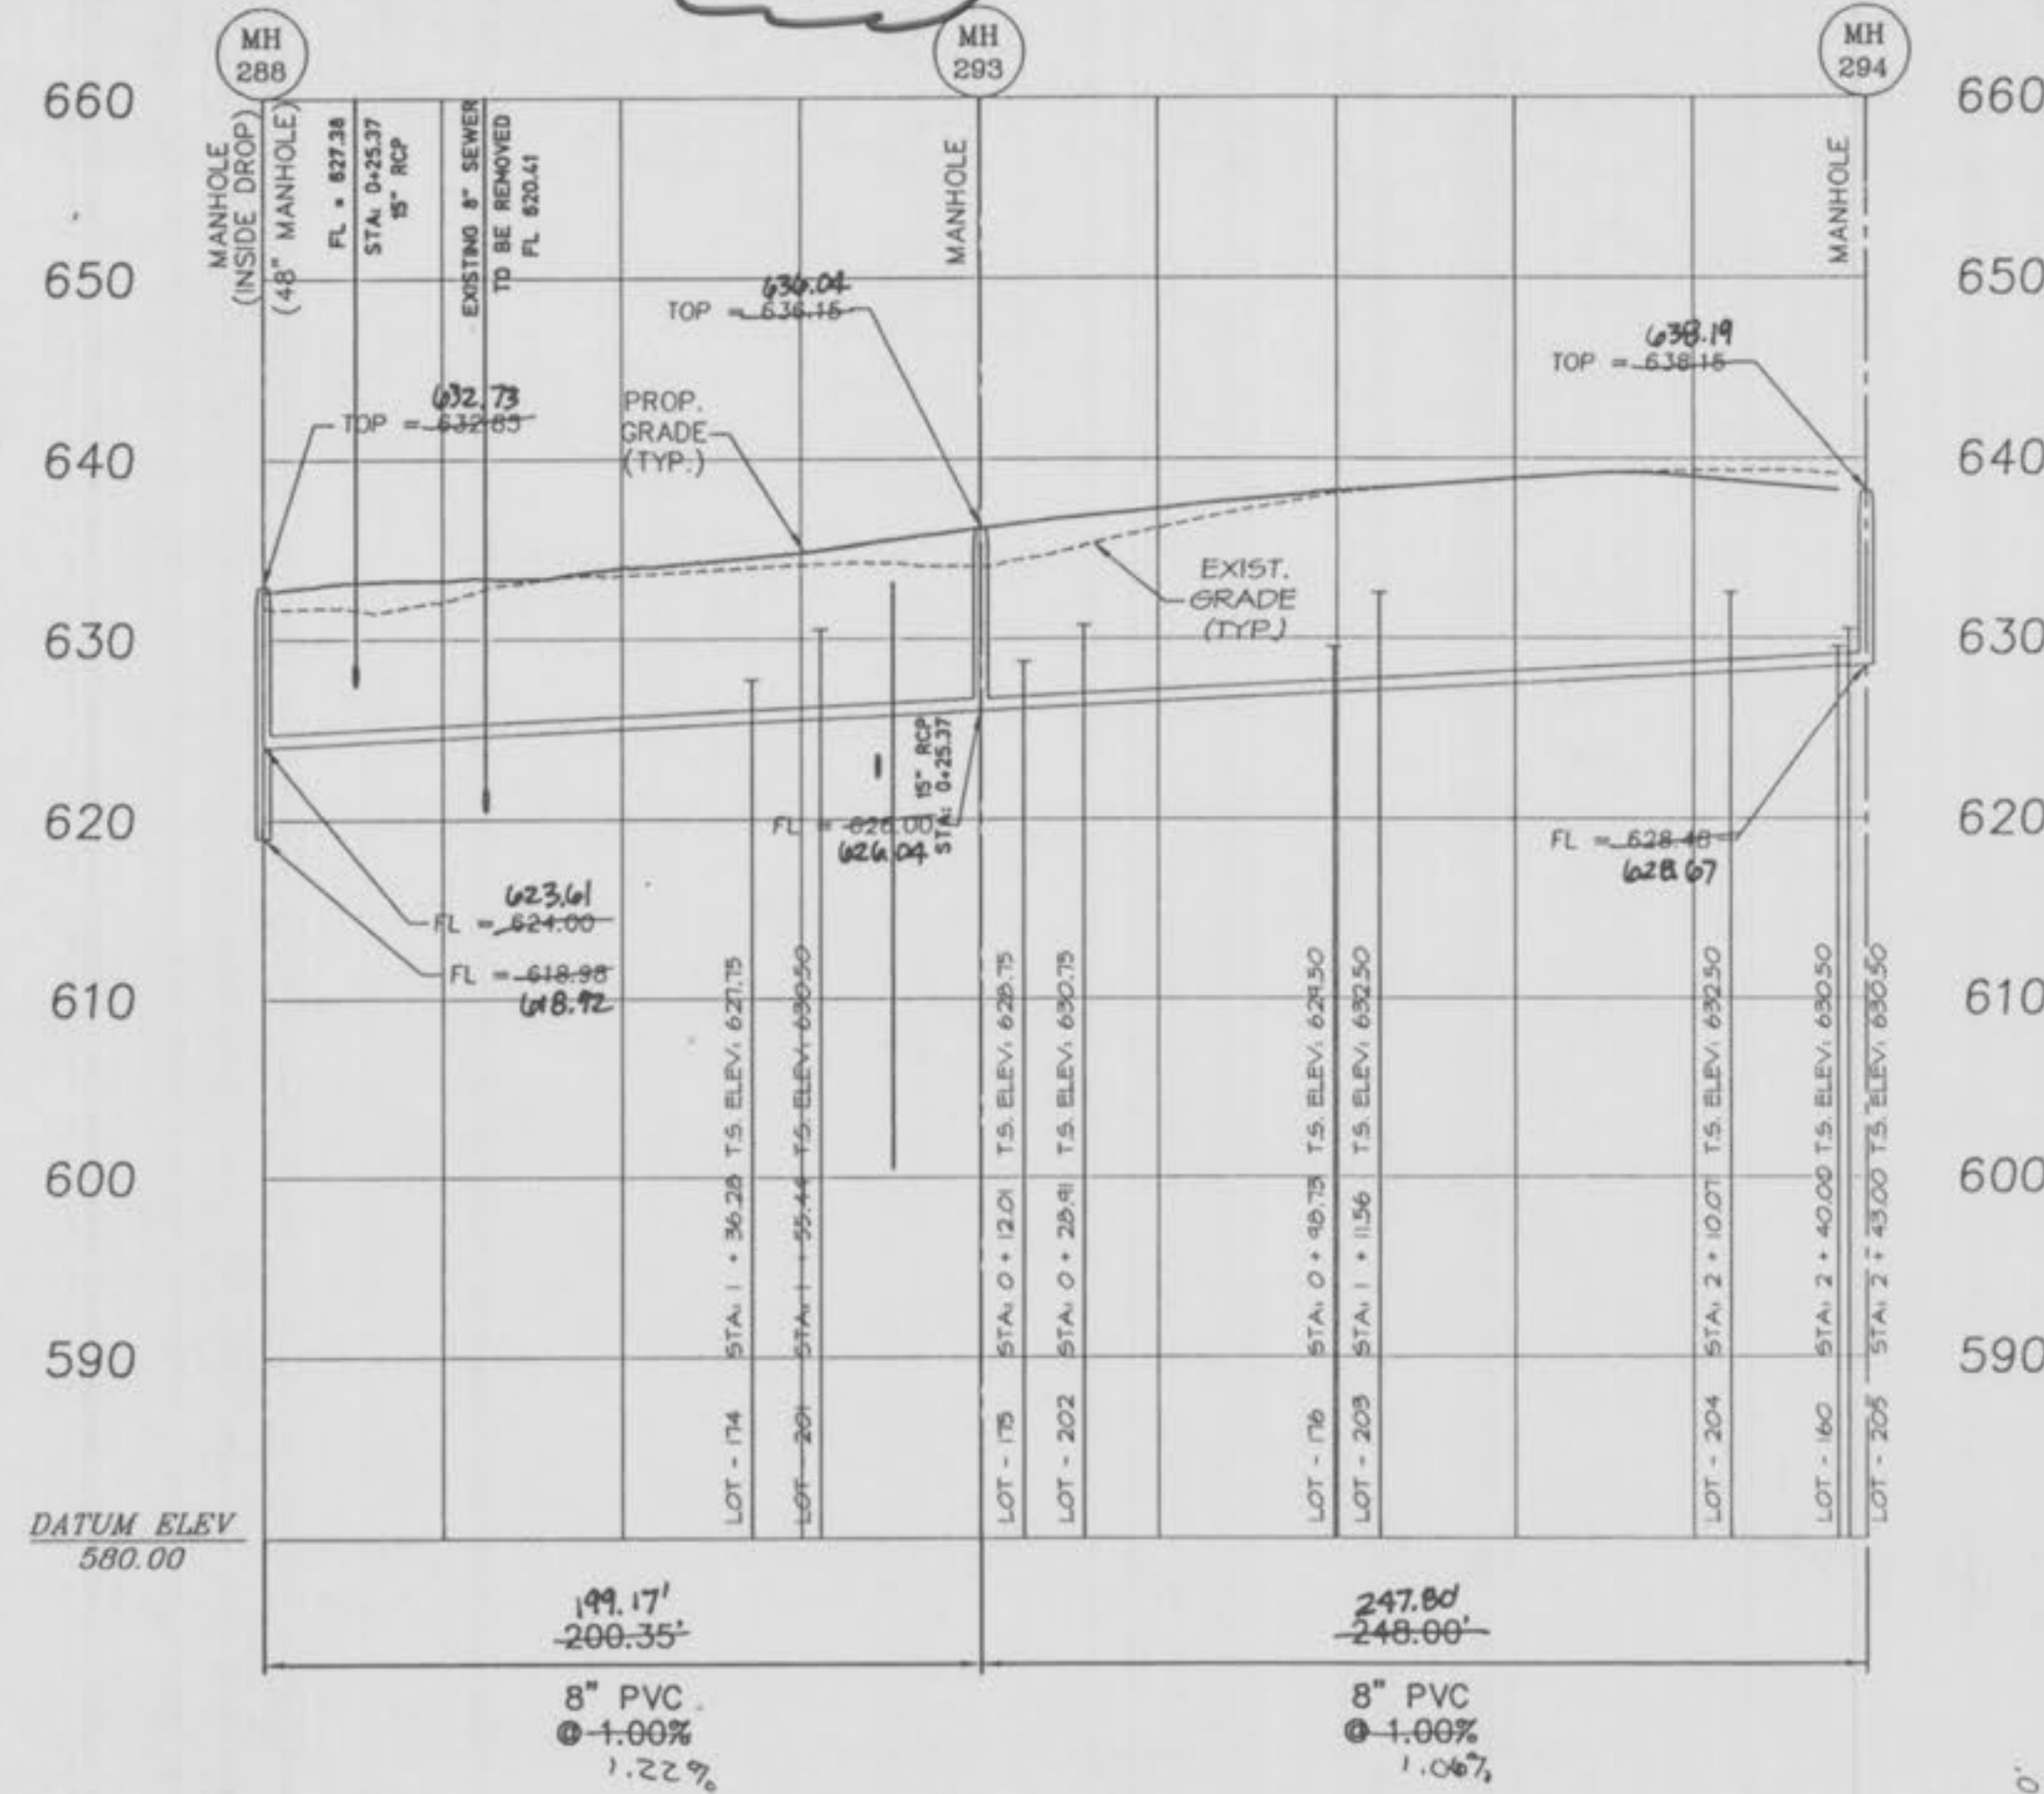 MH
288
MH
293
MH
294
660
650
640
630
620
610
600
590
DATUM ELEV
580.00
MANHOLE
(INSIDE DROP)
(48" MANHOLE)
FL = 627.38
STA: 0+25.37
15" RCP
EXISTING 8" SEWER
TO BE REMOVED
FL 620.41
MANHOLE
MANHOLE
636.04
TOP = 636.15
638.19
TOP = 638.15
632.73
TOP = 632.85
PROP.
GRADE
(TYP.)
EXIST.
GRADE
(TYP.)
15" RCP
STA: 0+25.37
FL = 626.00
626.04
FL = 628.48
628.67
623.61
FL = 624.00
FL = 618.98
618.92
LOT - 174 STA: 1 + 36.28 T.S. ELEV: 627.75
LOT - 201 STA: 1 + 55.44 T.S. ELEV: 630.50
LOT - 175 STA: 0 + 12.01 T.S. ELEV: 628.75
LOT - 202 STA: 0 + 28.91 T.S. ELEV: 630.75
LOT - 176 STA: 0 + 98.73 T.S. ELEV: 629.50
LOT - 203 STA: 1 + 11.56 T.S. ELEV: 632.50
LOT - 204 STA: 2 + 10.07 T.S. ELEV: 632.50
LOT - 160 STA: 2 + 40.00 T.S. ELEV: 630.50
LOT - 205 STA: 2 + 43.00 T.S. ELEV: 630.50
660
650
640
630
620
610
600
590
199.17'
200.35'
8" PVC
@ 1.00%
1.22%
247.80'
248.00'
8" PVC
@ 1.00%
1.06%
0'